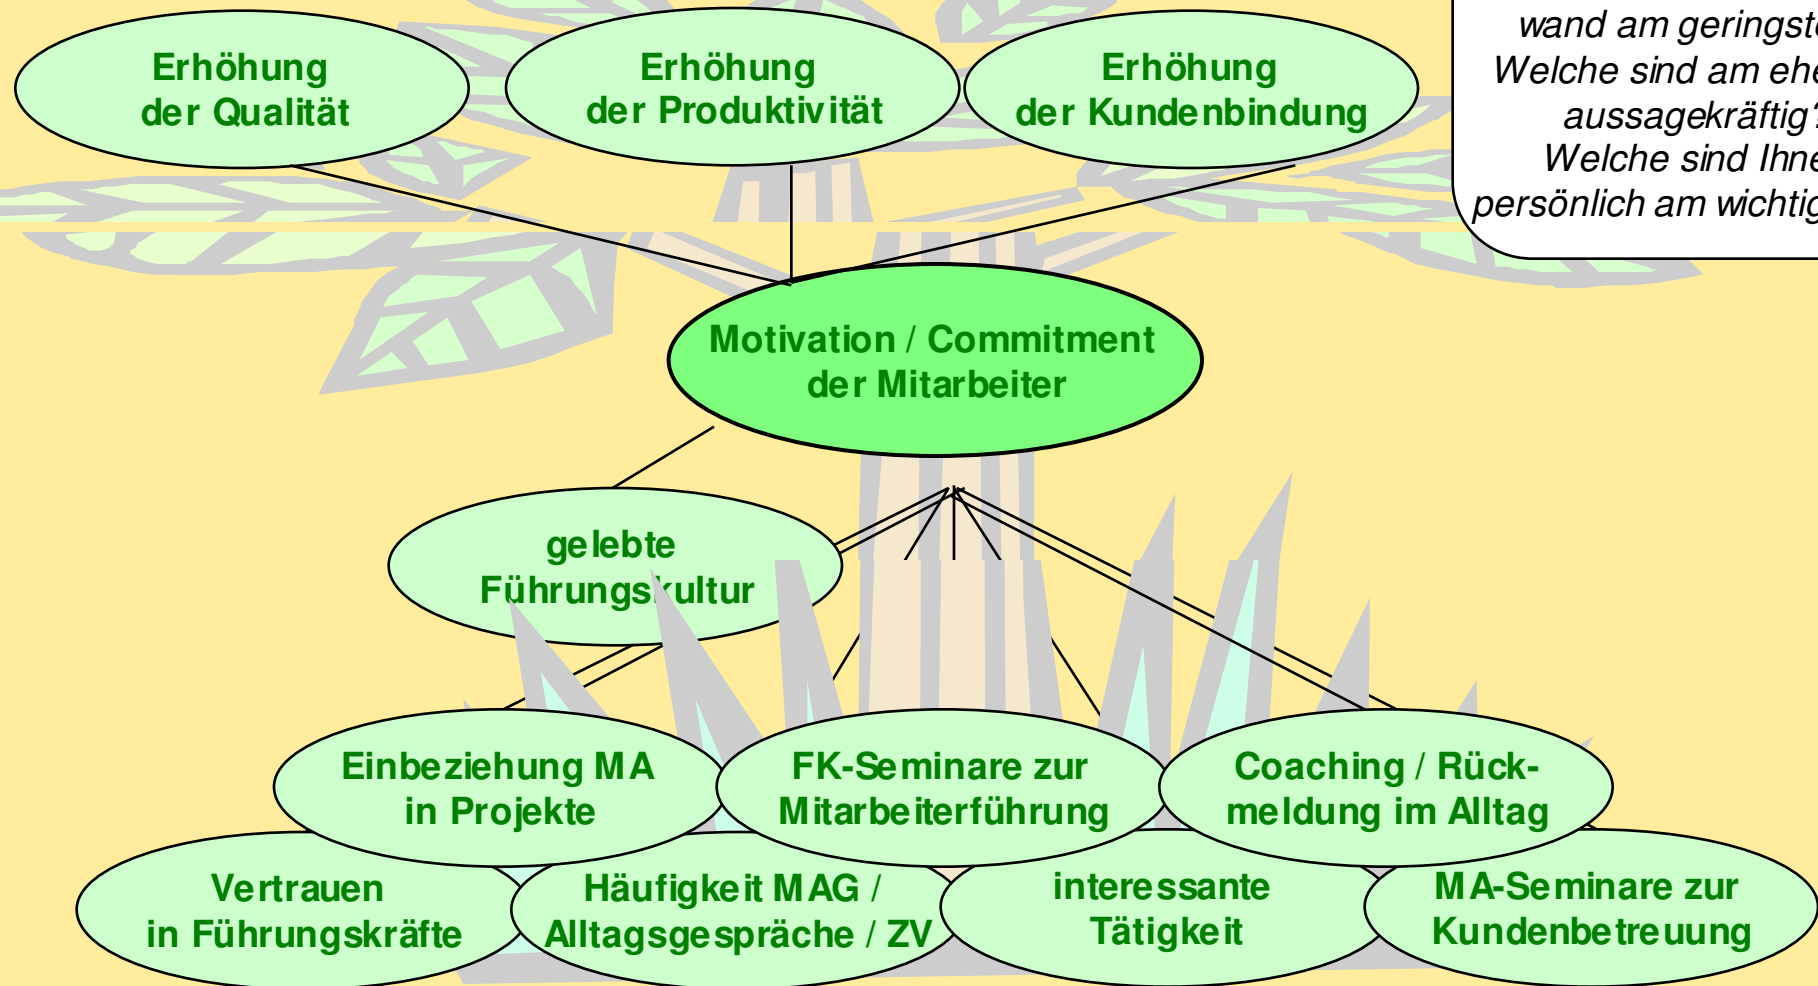 Erhöhung
der Qualität
Erhöhung
der Produktivität
Erhöhung
der Kundenbindung
wand am geringste
Welche sind am ehe
aussagekräftig?
Welche sind Ihne
persönlich am wichtig
Motivation / Commitment
der Mitarbeiter
gelebte
Führungskultur
Einbeziehung MA
in Projekte
FK-Seminare zur
Mitarbeiterführung
Coaching / Rück-
meldung im Alltag
Vertrauen
in Führungskräfte
Häufigkeit MAG /
Alltagsgespräche / ZV
interessante
Tätigkeit
MA-Seminare zur
Kundenbetreuung